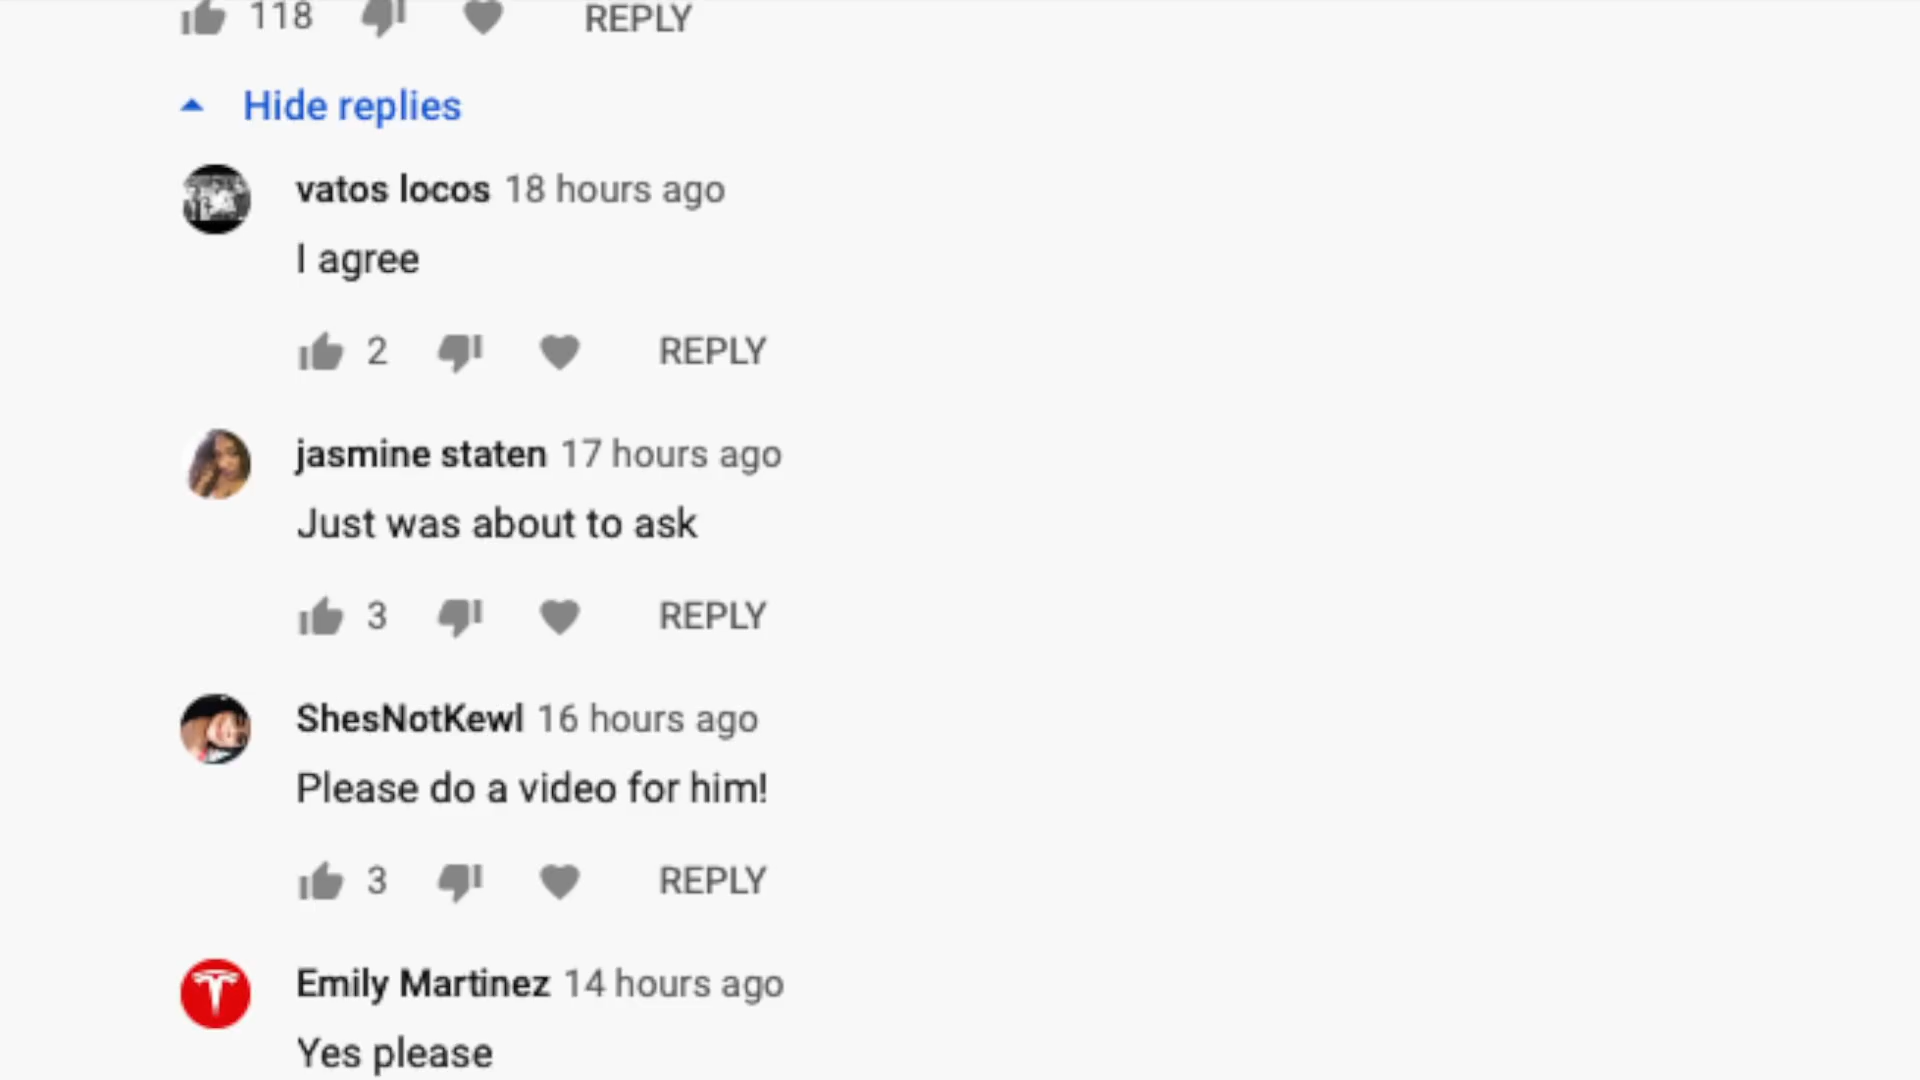 118 REPLY
Hide replies
vatos locos 18 hours ago
I agree
2 REPLY
jasmine staten 17 hours ago
Just was about to ask
3 REPLY
ShesNotKewl 16 hours ago
Please do a video for him!
3 REPLY
Emily Martinez 14 hours ago
Yes please